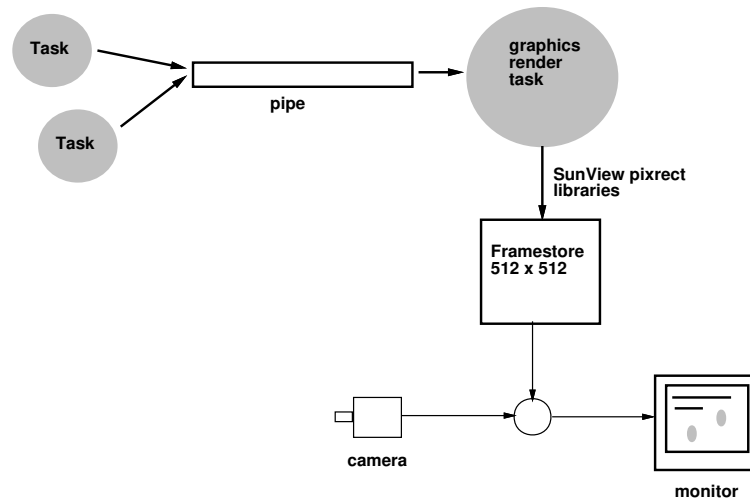 Task
graphics
render
task
pipe
Task
SunView pixrect
libraries
Framestore
512 x 512
camera
monitor